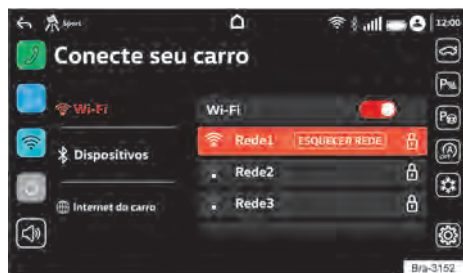 Sport 12:00
Conecte seu carro
Wi-Fi
Wi-Fi
Rede1 ESQUECER REDE
Dispositivos
Rede2
Internet do carro
Rede3
Bra-3152